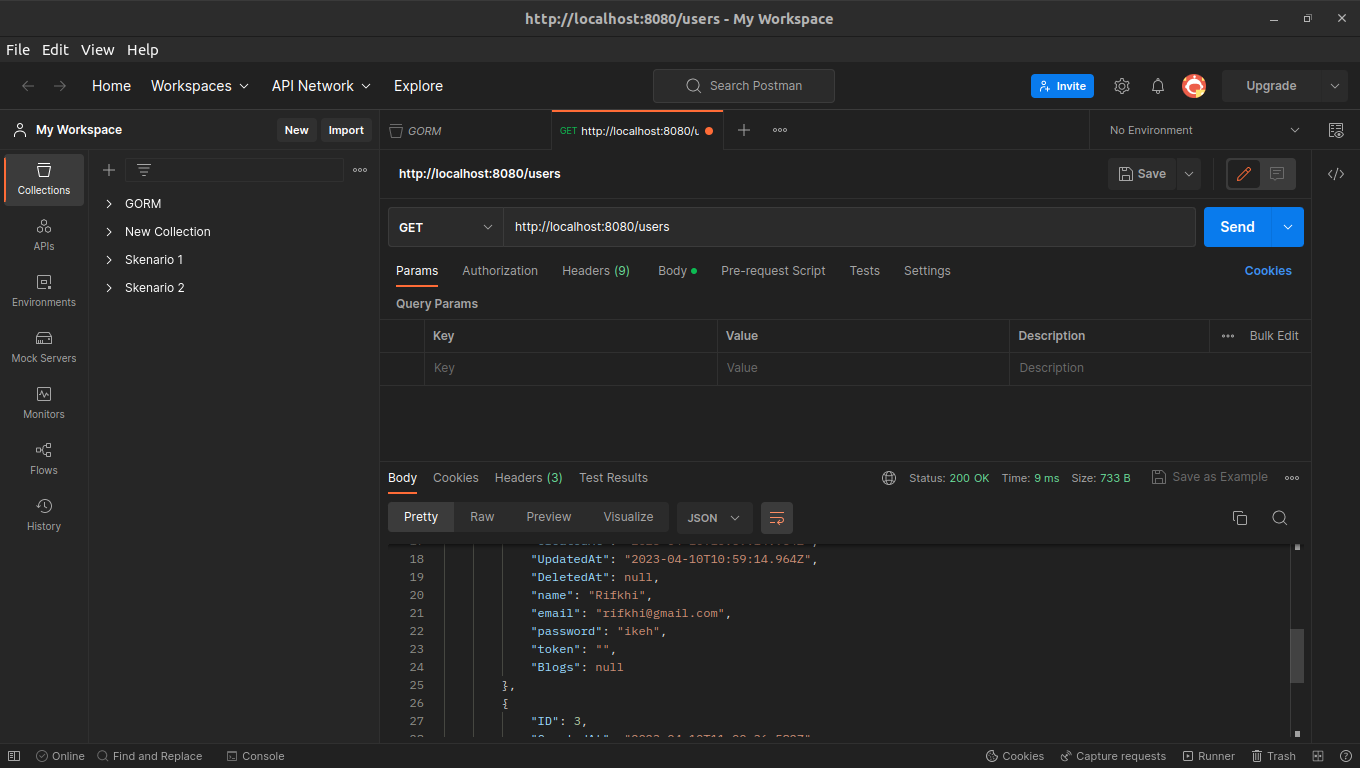 http://localhost:8080/users - My Workspace
File Edit View Help
Home Workspaces API Network Explore Search Postman Invite Upgrade
My Workspace New Import GORM GET http://localhost:8080/u No Environment
Collections
APIs
Environments
Mock Servers
Monitors
Flows
History
GORM
New Collection
Skenario 1
Skenario 2
http://localhost:8080/users Save
GET http://localhost:8080/users Send
Params Authorization Headers (9) Body Pre-request Script Tests Settings Cookies
Query Params
Key Value Description Bulk Edit
Key Value Description
Body Cookies Headers (3) Test Results Status: 200 OK Time: 9 ms Size: 733 B Save as Example
Pretty Raw Preview Visualize JSON
18 "UpdatedAt": "2023-04-10T10:59:14.964Z",
19 "DeletedAt": null,
20 "name": "Rifkhi",
21 "email": "rifkhi@gmail.com",
22 "password": "ikeh",
23 "token": "",
24 "Blogs": null
25 },
26 {
27 "ID": 3,
Online Find and Replace Console Cookies Capture requests Runner Trash